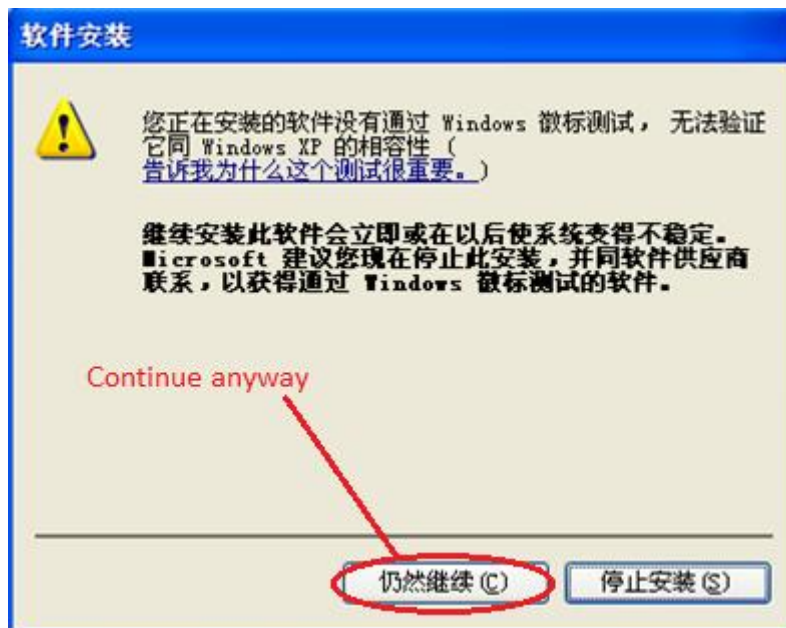 软件安装
您正在安装的软件没有通过 Windows 徽标测试，无法验证
它同 Windows XP 的相容性（
告诉我为什么这个测试很重要。）
继续安装此软件会立即或在以后使系统变得不稳定。
Microsoft 建议您现在停止此安装，并同软件供应商
联系，以获得通过 Windows 徽标测试的软件。
Continue anyway
仍然继续(C) 停止安装(S)